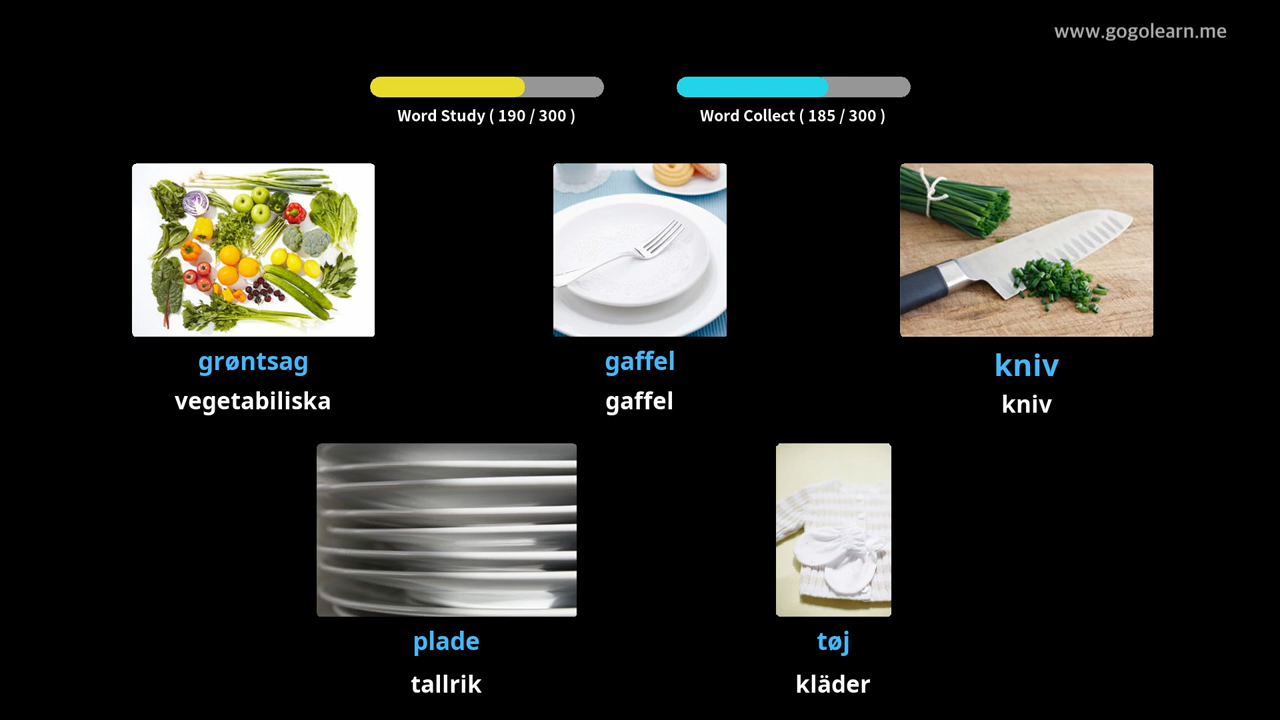 www.gogolearn.me
Word Study ( 190 / 300 )
Word Collect ( 185 / 300 )
grøntsag
vegetabiliska
gaffel
gaffel
kniv
kniv
plade
tallrik
tøj
kläder